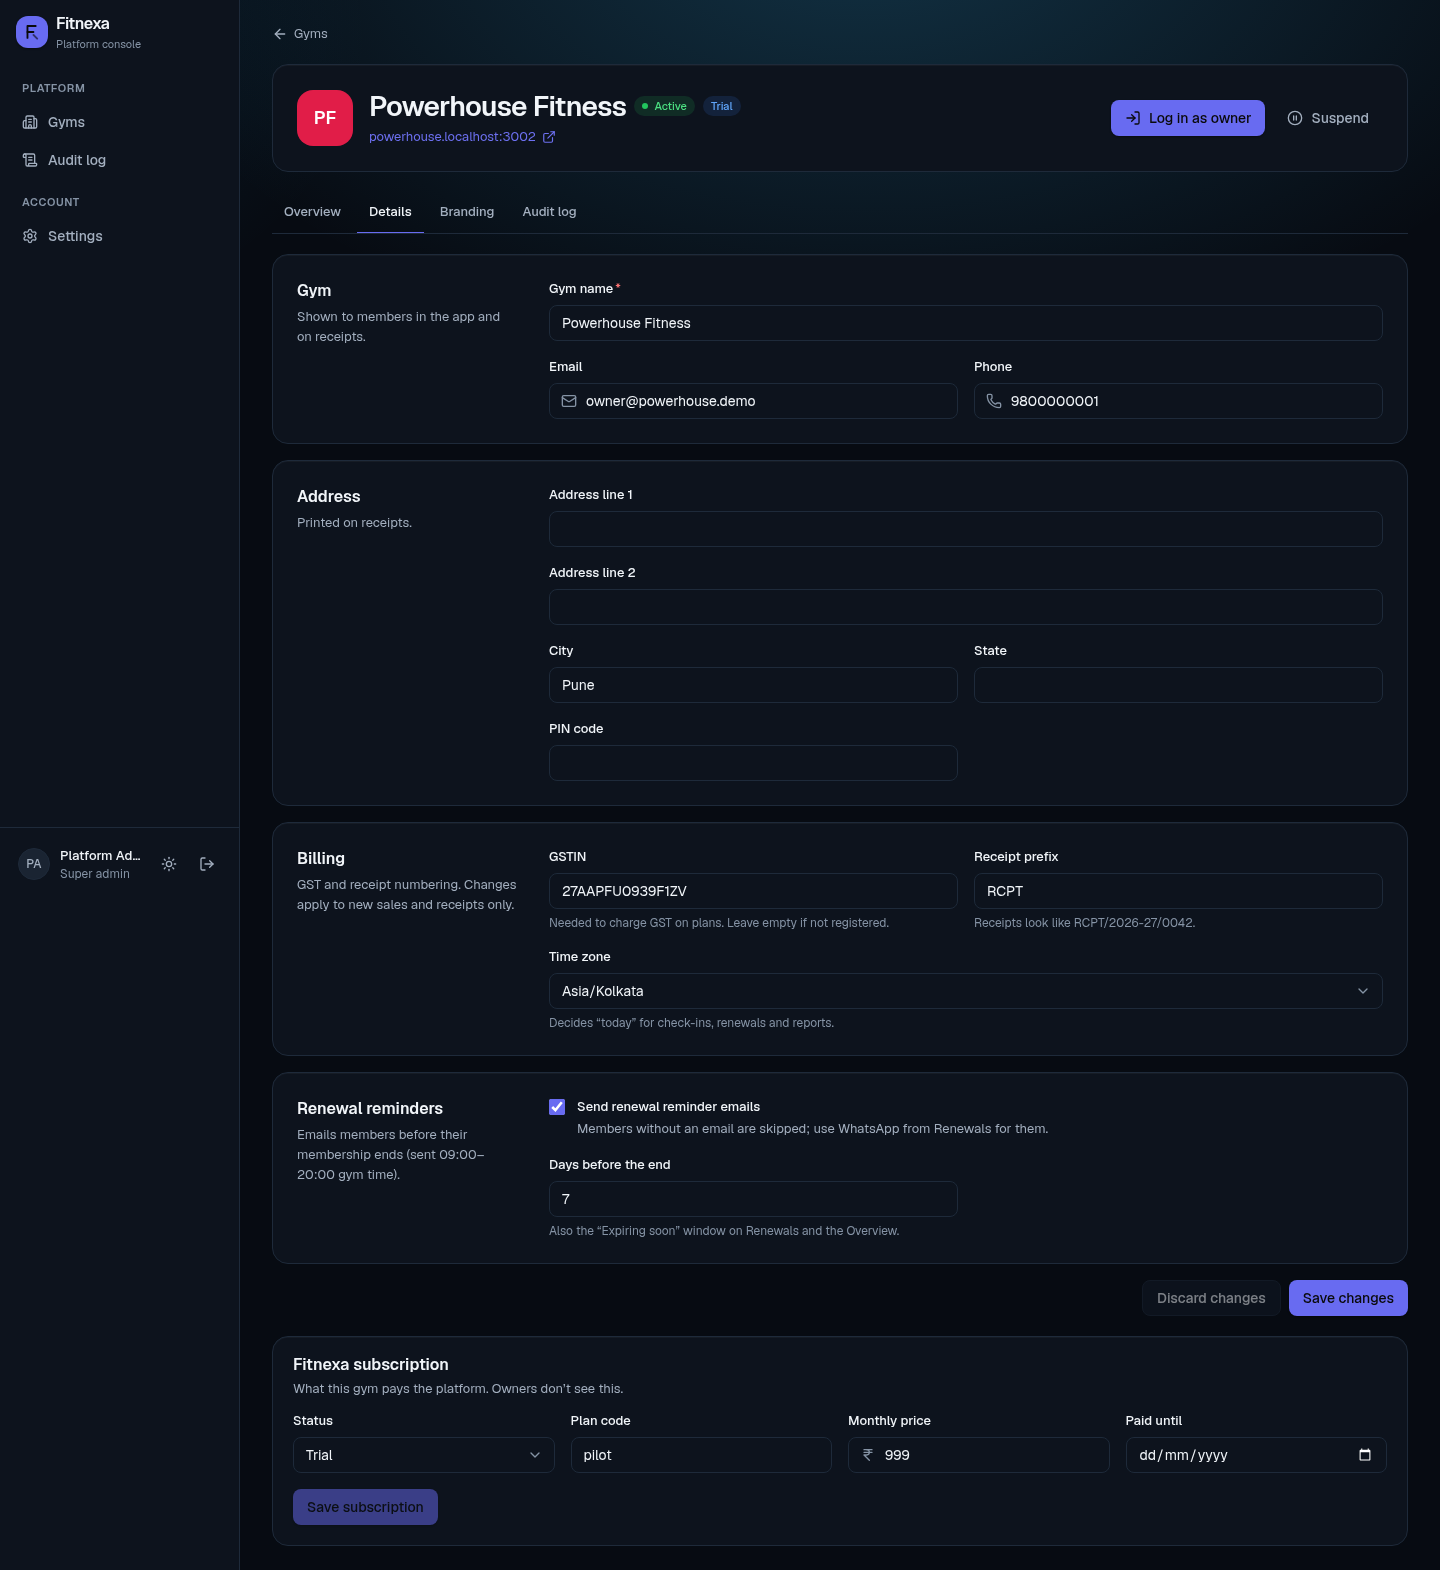 Fitnexa
Platform console
PLATFORM
Gyms
Audit log
ACCOUNT
Settings
PA
Platform Ad...
Super admin
Gyms
PF
Powerhouse Fitness
Active
Trial
powerhouse.localhost:3002
Log in as owner
Suspend
Overview
Details
Branding
Audit log
Gym
Shown to members in the app and
on receipts.
Gym name *
Powerhouse Fitness
Email
Phone
owner@powerhouse.demo
9800000001
Address
Printed on receipts.
Address line 1
Address line 2
City
State
Pune
PIN code
Billing
GST and receipt numbering. Changes
apply to new sales and receipts only.
GSTIN
Receipt prefix
27AAPFU0939F1ZV
RCPT
Needed to charge GST on plans. Leave empty if not registered.
Receipts look like RCPT/2026-27/0042.
Time zone
Asia/Kolkata
Decides “today” for check-ins, renewals and reports.
Renewal reminders
Emails members before their
membership ends (sent 09:00–
20:00 gym time).
Send renewal reminder emails
Members without an email are skipped; use WhatsApp from Renewals for them.
Days before the end
7
Also the “Expiring soon” window on Renewals and the Overview.
Discard changes
Save changes
Fitnexa subscription
What this gym pays the platform. Owners don’t see this.
Status
Plan code
Monthly price
Paid until
Trial
pilot
₹ 999
dd/mm/yyyy
Save subscription